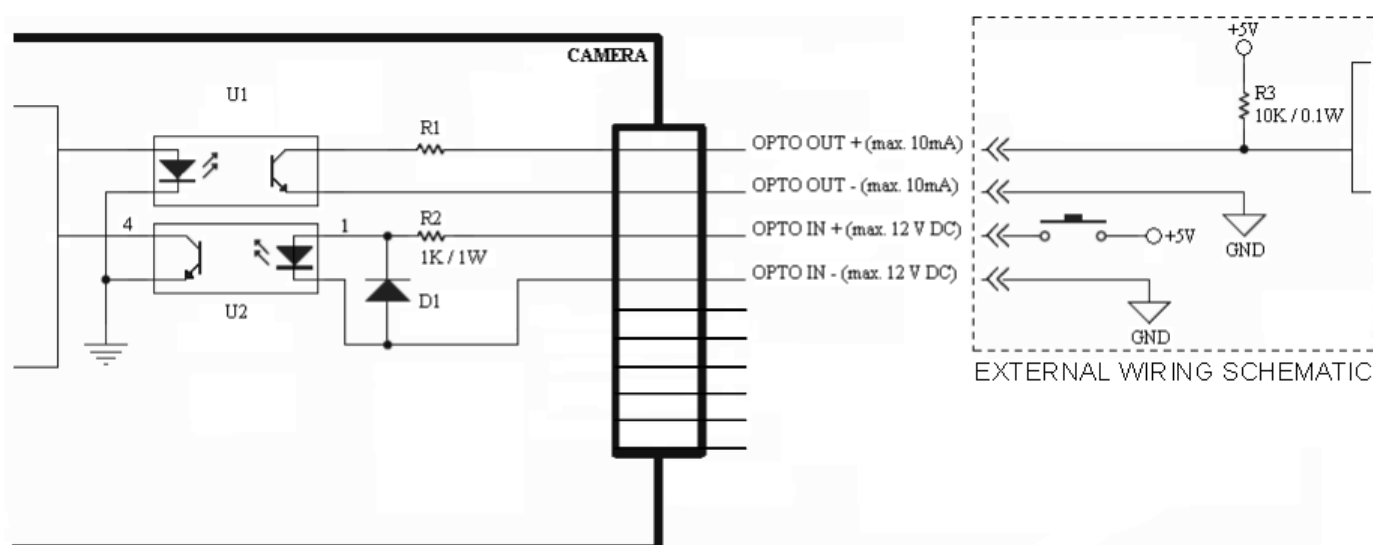 CAMERA
U1
R1
4
1
R2
1K / 1W
D1
U2
OPTO OUT + (max. 10mA)
OPTO OUT - (max. 10mA)
OPTO IN + (max. 12 V DC)
OPTO IN - (max. 12 V DC)
+5V
R3
10K / 0.1W
GND
+5V
GND
EXTERNAL WIRING SCHEMATIC